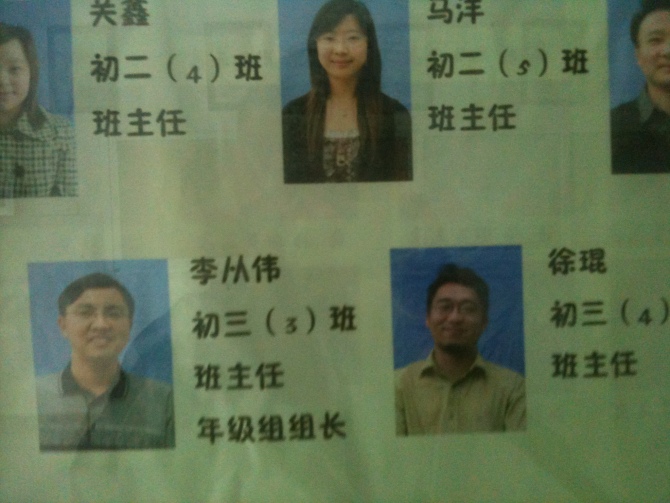 关鑫
初二（4）班
班主任
马洋
初二（5）班
班主任
李从伟
初三（3）班
班主任
年级组组长
徐琨
初三（4）
班主任